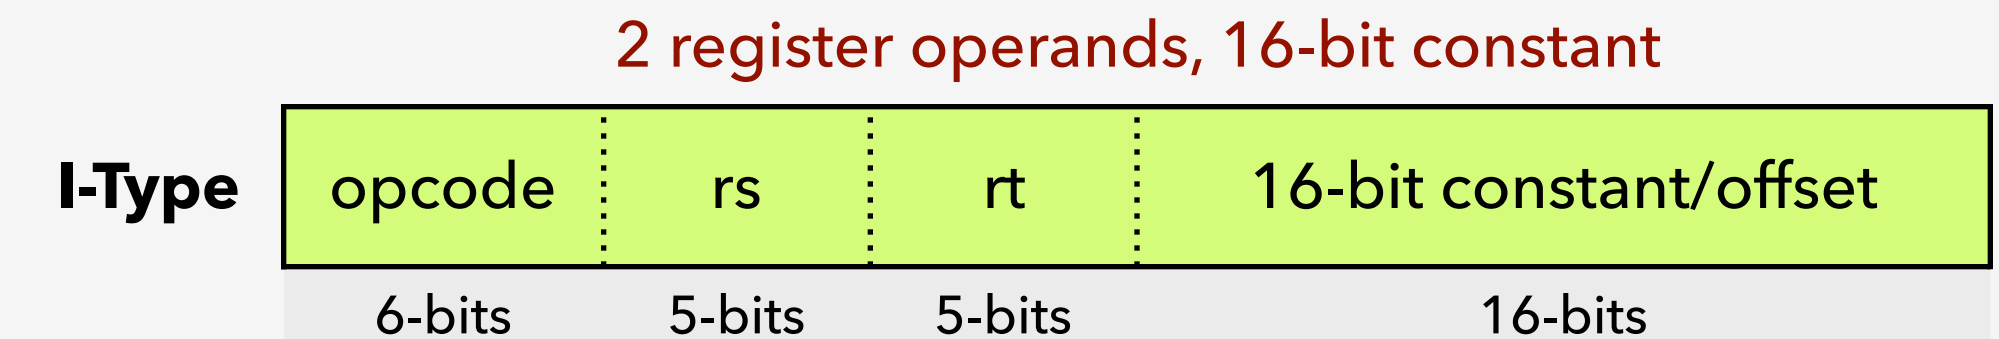 2 register operands, 16-bit constant
I-Type opcode rs rt 16-bit constant/offset
6-bits 5-bits 5-bits 16-bits